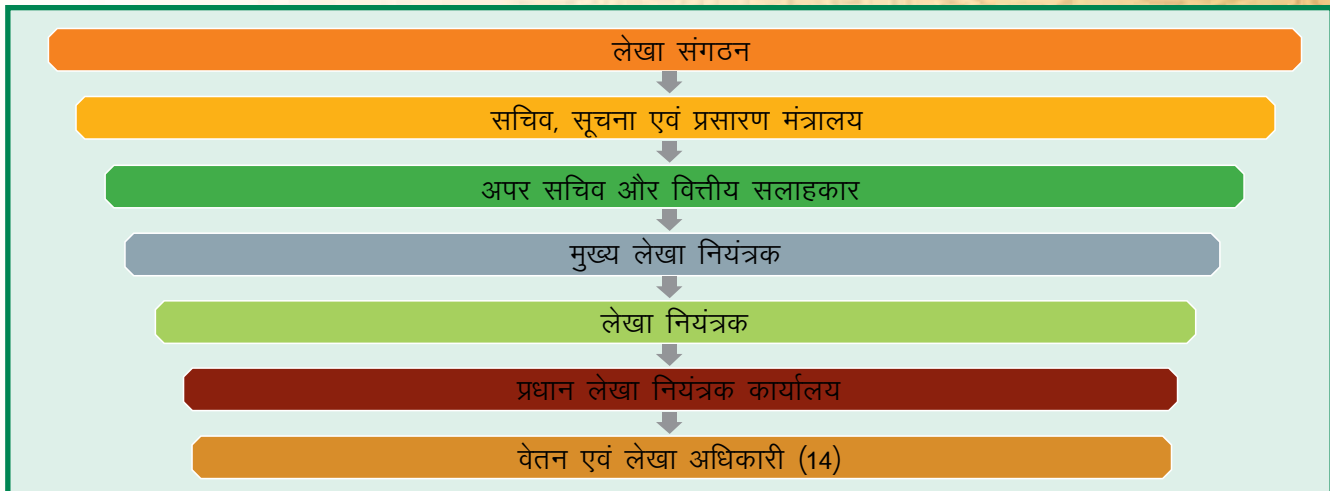 लेखा संगठन
सचिव, सूचना एवं प्रसारण मंत्रालय
अपर सचिव और वित्तीय सलाहकार
मुख्य लेखा नियंत्रक
लेखा नियंत्रक
प्रधान लेखा नियंत्रक कार्यालय
वेतन एवं लेखा अधिकारी (14)